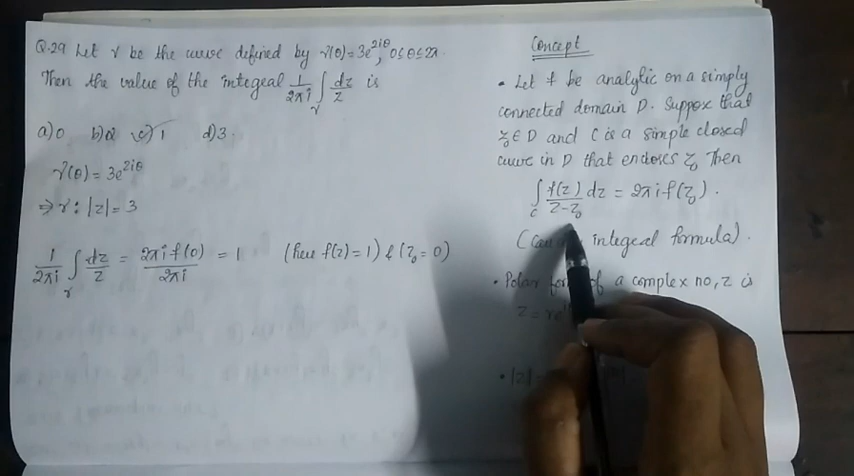 Q.29 Let γ be the curve defined by γ(θ)=3e^{2iθ}, 0≤θ≤2π.
Then the value of the integral 1/2πi ∫_γ dz/z is
a) 0 b) 2 c) 1 d) 3.
γ(θ) = 3e^{2iθ}
⇒ γ: |z| = 3
1/2πi ∫_γ dz/z = 2πi f(0)/2πi = 1 (here f(z)=1) & (z₀ = 0)
Concept
• Let f be analytic on a simply
connected domain D. Suppose that
z₀ ∈ D and C is a simple closed
curve in D that encloses z₀ Then
∫_C f(z)/z-z₀ dz = 2πi f(z₀).
integral formula).
• Polar of a complex no, z is
z = re
• |z| =